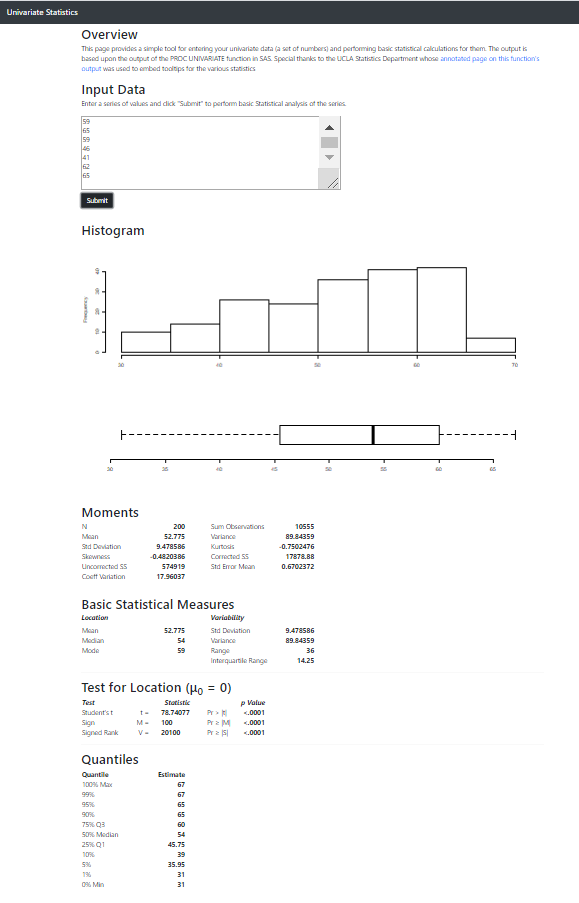 Univariate Statistics
Overview
This page provides a simple tool for entering your univariate data (a set of numbers) and performing basic statistical calculations for them. The output is
based upon the output of the PROC UNIVARIATE function in SAS. Special thanks to the UCLA Statistics Department whose annotated page on this function's
output was used to embed tooltips for the various statistics
Input Data
Enter a series of values and click "Submit" to perform basic Statistical analysis of the series.
59
65
59
46
41
62
65
Submit
Histogram
Frequency
0 10 20 30 40
30 40 50 60 70
30 35 40 45 50 55 60 65
Moments
N 200 Sum Observations 10555
Mean 52.775 Variance 89.84359
Std Deviation 9.478586 Kurtosis -0.7502476
Skewness -0.4820386 Corrected SS 17878.88
Uncorrected SS 574919 Std Error Mean 0.6702372
Coeff Variation 17.96037
Basic Statistical Measures
Location Variability
Mean 52.775 Std Deviation 9.478586
Median 54 Variance 89.84359
Mode 59 Range 36
Interquartile Range 14.25
Test for Location (μ0 = 0)
Test Statistic p Value
Student's t t = 78.74077 Pr > |t| <.0001
Sign M = 100 Pr ≥ |M| <.0001
Signed Rank V = 20100 Pr ≥ |S| <.0001
Quantiles
Quantile Estimate
100% Max 67
99% 67
95% 65
90% 65
75% Q3 60
50% Median 54
25% Q1 45.75
10% 39
5% 35.95
1% 31
0% Min 31